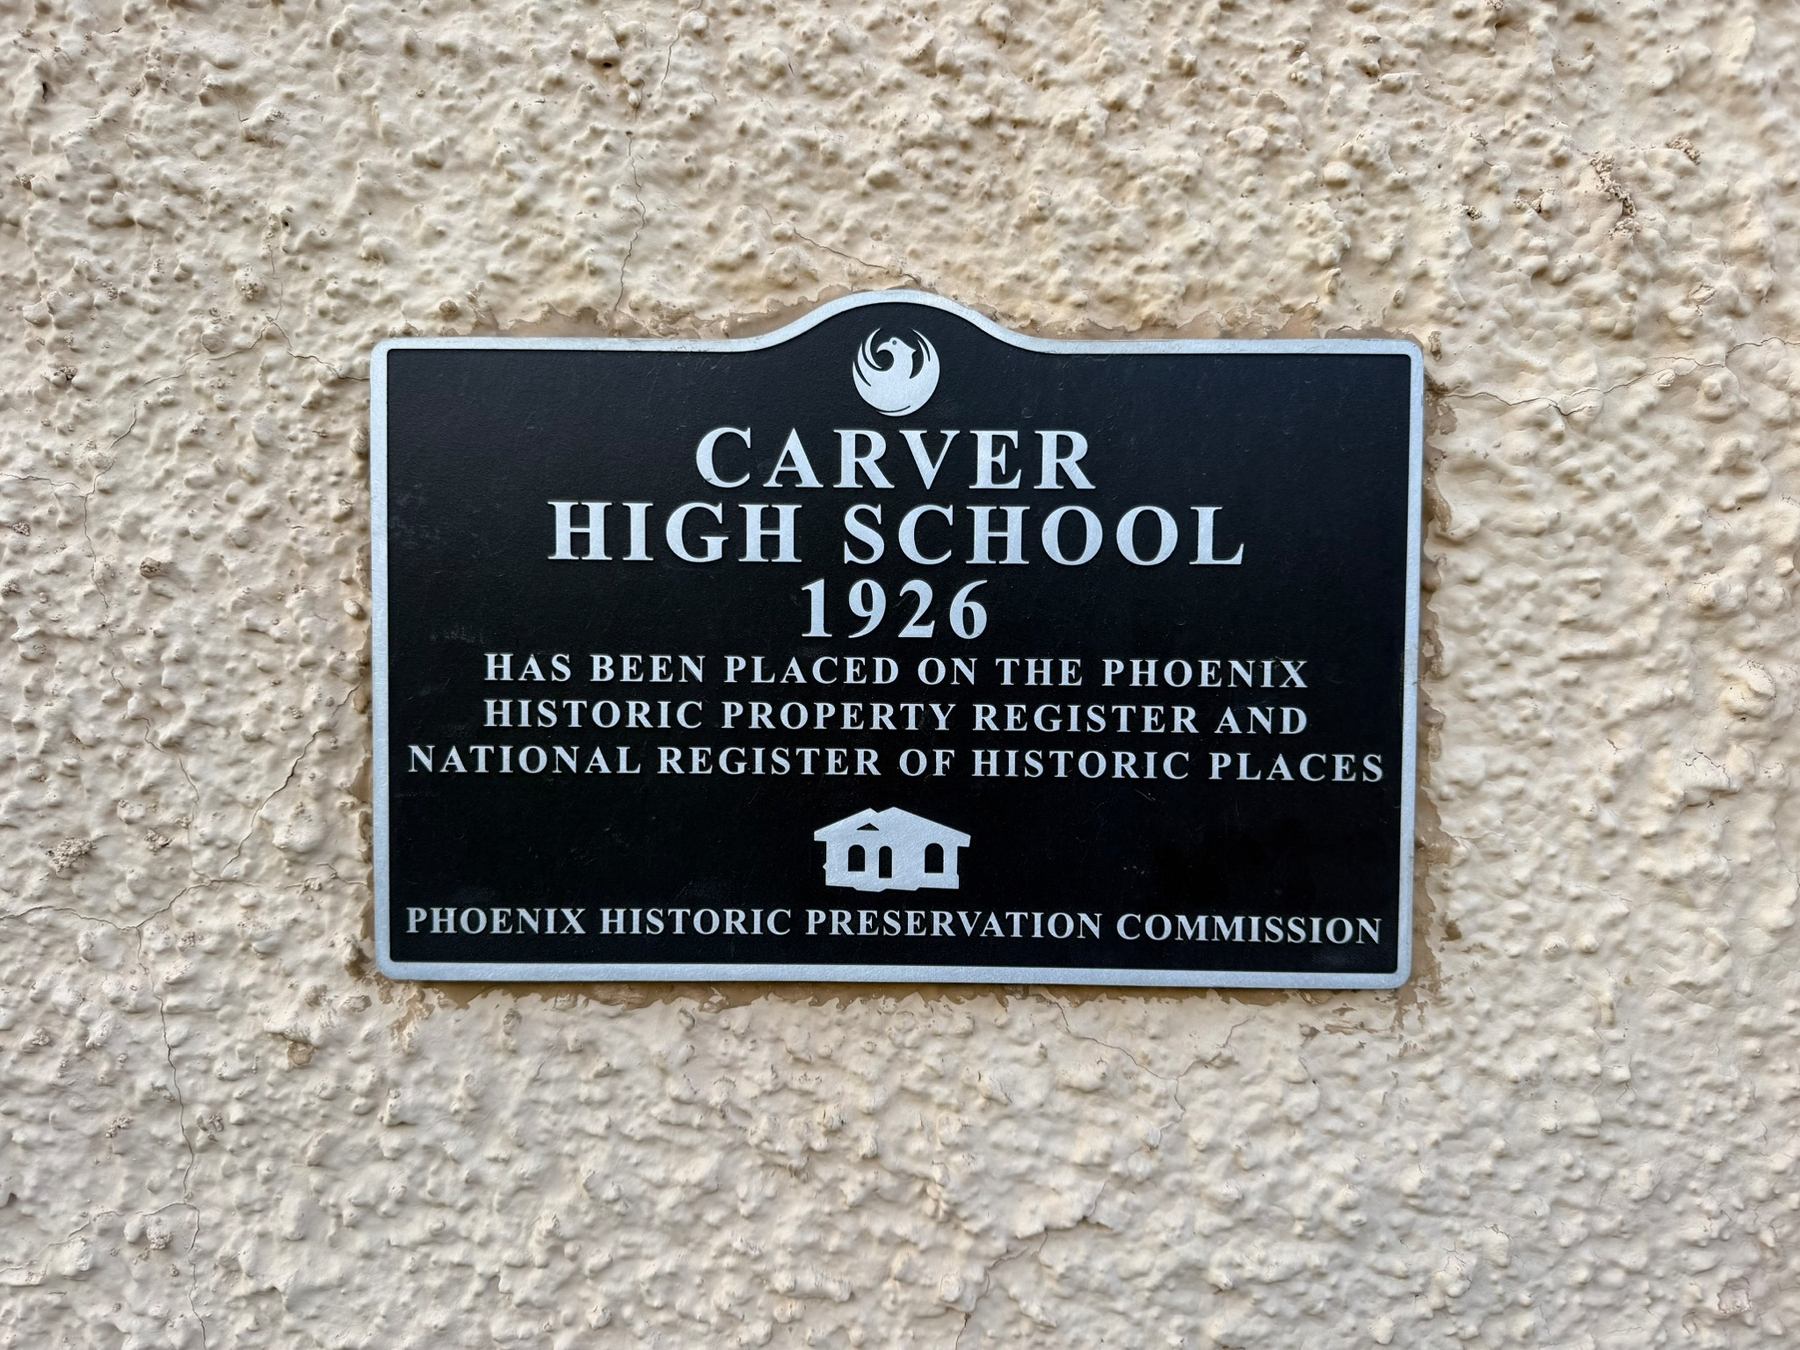 CARVER
HIGH SCHOOL
1926
HAS BEEN PLACED ON THE PHOENIX
HISTORIC PROPERTY REGISTER AND
NATIONAL REGISTER OF HISTORIC PLACES
PHOENIX HISTORIC PRESERVATION COMMISSION